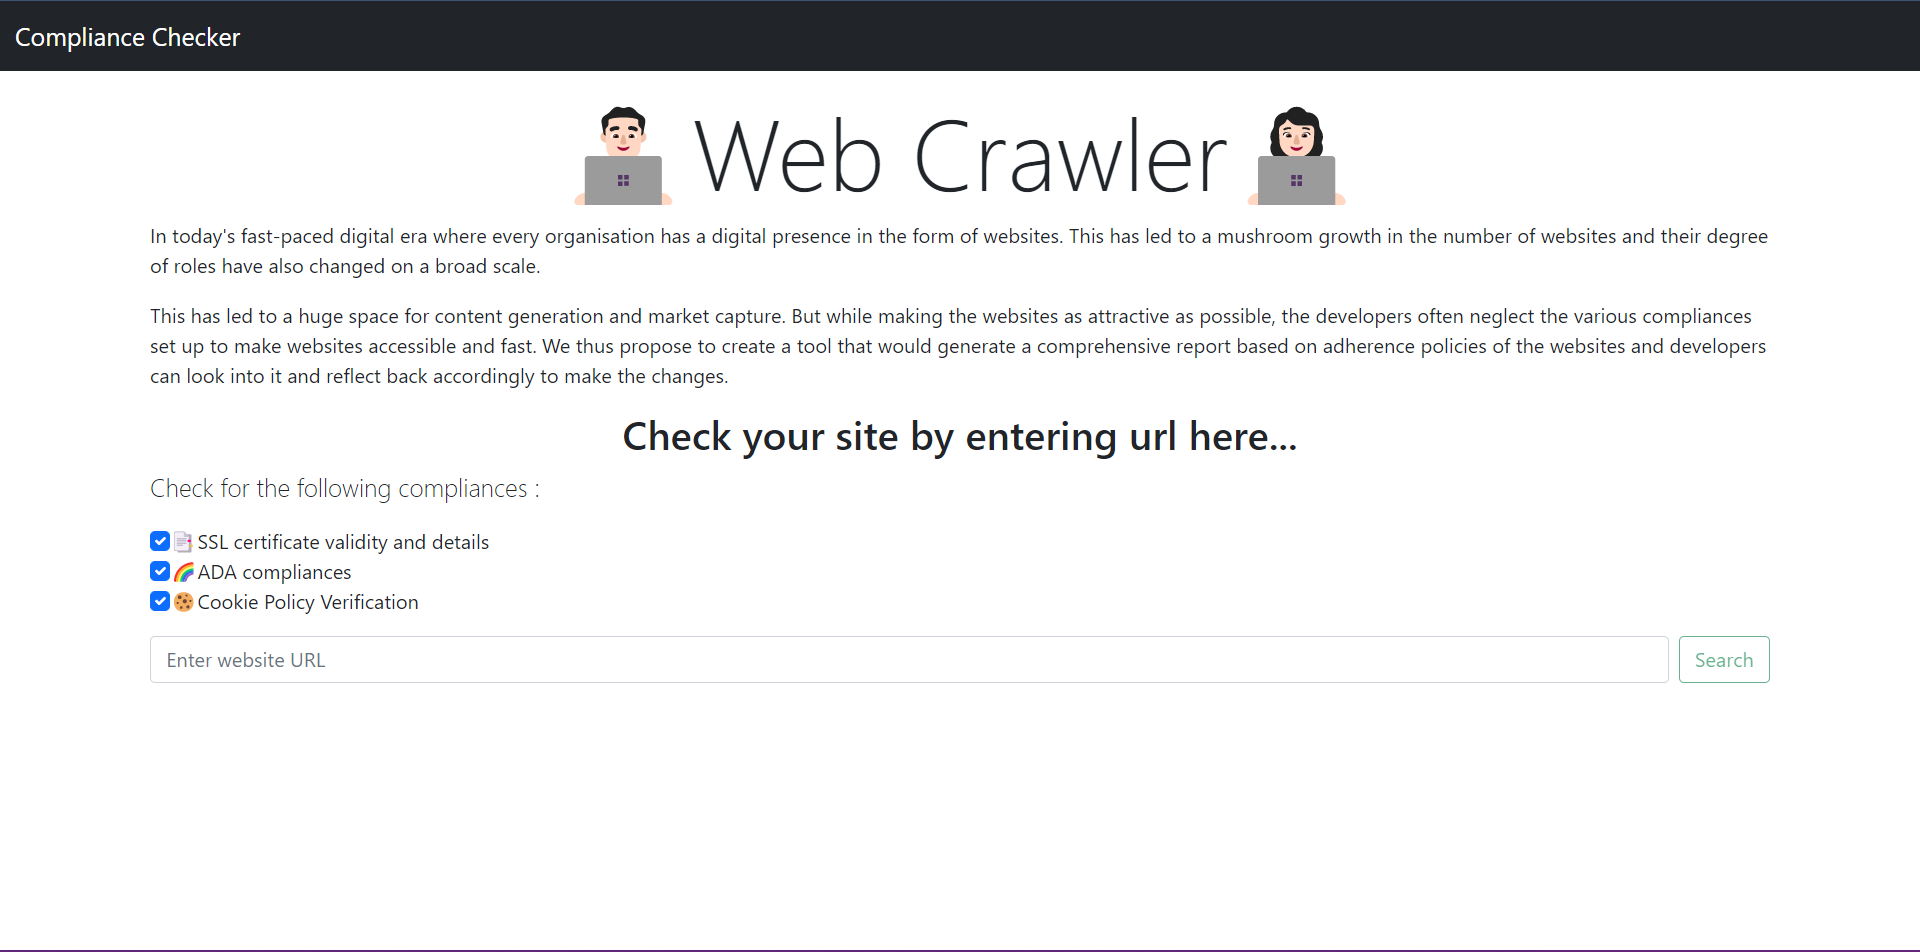 Compliance Checker
Web Crawler
In today's fast-paced digital era where every organisation has a digital presence in the form of websites. This has led to a mushroom growth in the number of websites and their degree
of roles have also changed on a broad scale.
This has led to a huge space for content generation and market capture. But while making the websites as attractive as possible, the developers often neglect the various compliances
set up to make websites accessible and fast. We thus propose to create a tool that would generate a comprehensive report based on adherence policies of the websites and developers
can look into it and reflect back accordingly to make the changes.
Check your site by entering url here...
Check for the following compliances :
SSL certificate validity and details
ADA compliances
Cookie Policy Verification
Enter website URL
Search